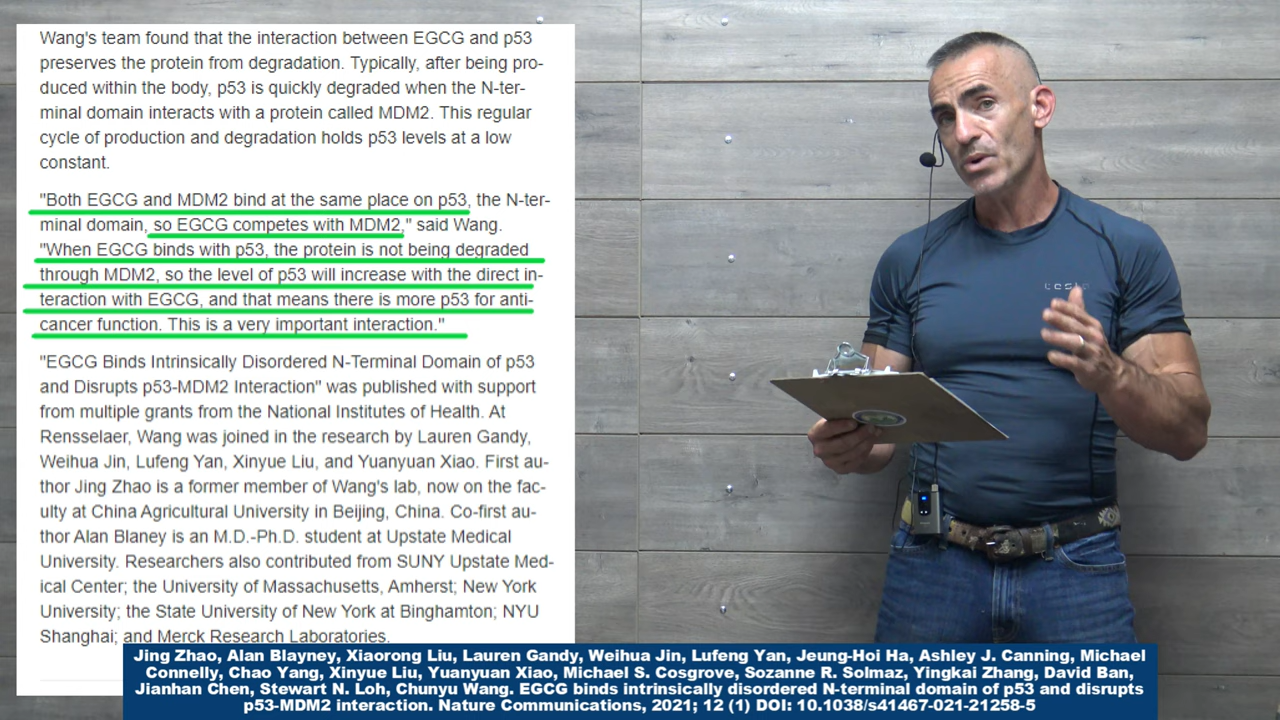 Wang's team found that the interaction between EGCG and p53
preserves the protein from degradation. Typically, after being pro-
duced within the body, p53 is quickly degraded when the N-ter-
minal domain interacts with a protein called MDM2. This regular
cycle of production and degradation holds p53 levels at a low
constant.
"Both EGCG and MDM2 bind at the same place on p53, the N-ter-
minal domain, so EGCG competes with MDM2," said Wang.
"When EGCG binds with p53, the protein is not being degraded
through MDM2, so the level of p53 will increase with the direct in-
teraction with EGCG, and that means there is more p53 for anti-
cancer function. This is a very important interaction."
"EGCG Binds Intrinsically Disordered N-Terminal Domain of p53
and Disrupts p53-MDM2 Interaction" was published with support
from multiple grants from the National Institutes of Health. At
Rensselaer, Wang was joined in the research by Lauren Gandy,
Weihua Jin, Lufeng Yan, Xinyue Liu, and Yuanyuan Xiao. First au-
thor Jing Zhao is a former member of Wang's lab, now on the fac-
ulty at China Agricultural University in Beijing, China. Co-first au-
thor Alan Blaney is an M.D.-Ph.D. student at Upstate Medical
University. Researchers also contributed from SUNY Upstate Med-
ical Center; the University of Massachusetts, Amherst; New York
University; the State University of New York at Binghamton; NYU
Shanghai; and Merck Research Laboratories.
Jing Zhao, Alan Blayney, Xiaorong Liu, Lauren Gandy, Weihua Jin, Lufeng Yan, Jeung-Hoi Ha, Ashley J. Canning, Michael
Connelly, Chao Yang, Xinyue Liu, Yuanyuan Xiao, Michael S. Cosgrove, Sozanne R. Solmaz, Yingkai Zhang, David Ban,
Jianhan Chen, Stewart N. Loh, Chunyu Wang. EGCG binds intrinsically disordered N-terminal domain of p53 and disrupts
p53-MDM2 interaction. Nature Communications, 2021; 12 (1) DOI: 10.1038/s41467-021-21258-5